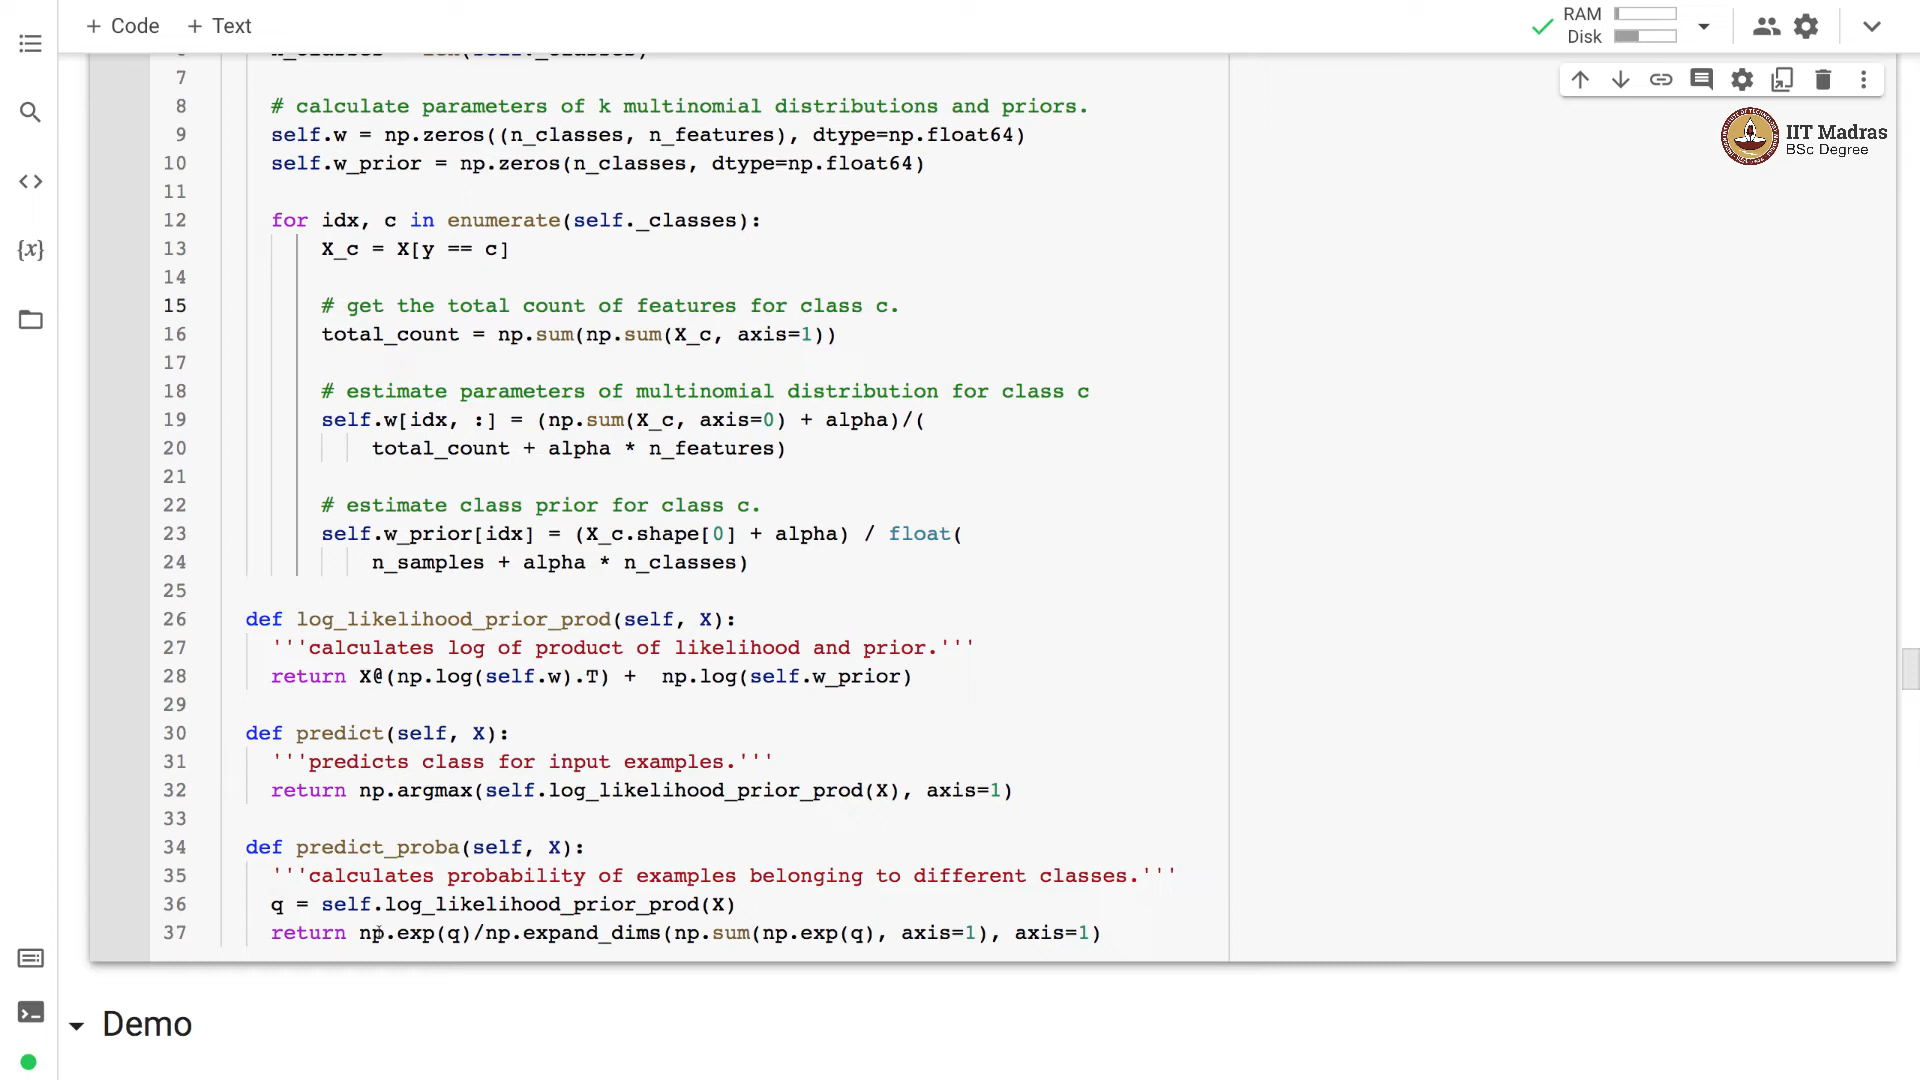 + Code + Text
RAM
Disk
IIT Madras
BSc Degree
7
8 # calculate parameters of k multinomial distributions and priors.
9 self.w = np.zeros((n_classes, n_features), dtype=np.float64)
10 self.w_prior = np.zeros(n_classes, dtype=np.float64)
11
12 for idx, c in enumerate(self._classes):
13 X_c = X[y == c]
14
15 # get the total count of features for class c.
16 total_count = np.sum(np.sum(X_c, axis=1))
17
18 # estimate parameters of multinomial distribution for class c
19 self.w[idx, :] = (np.sum(X_c, axis=0) + alpha)/(
20 total_count + alpha * n_features)
21
22 # estimate class prior for class c.
23 self.w_prior[idx] = (X_c.shape[0] + alpha) / float(
24 n_samples + alpha * n_classes)
25
26 def log_likelihood_prior_prod(self, X):
27 '''calculates log of product of likelihood and prior.'''
28 return X@(np.log(self.w).T) +  np.log(self.w_prior)
29
30 def predict(self, X):
31 '''predicts class for input examples.'''
32 return np.argmax(self.log_likelihood_prior_prod(X), axis=1)
33
34 def predict_proba(self, X):
35 '''calculates probability of examples belonging to different classes.'''
36 q = self.log_likelihood_prior_prod(X)
37 return np.exp(q)/np.expand_dims(np.sum(np.exp(q), axis=1), axis=1)
Demo